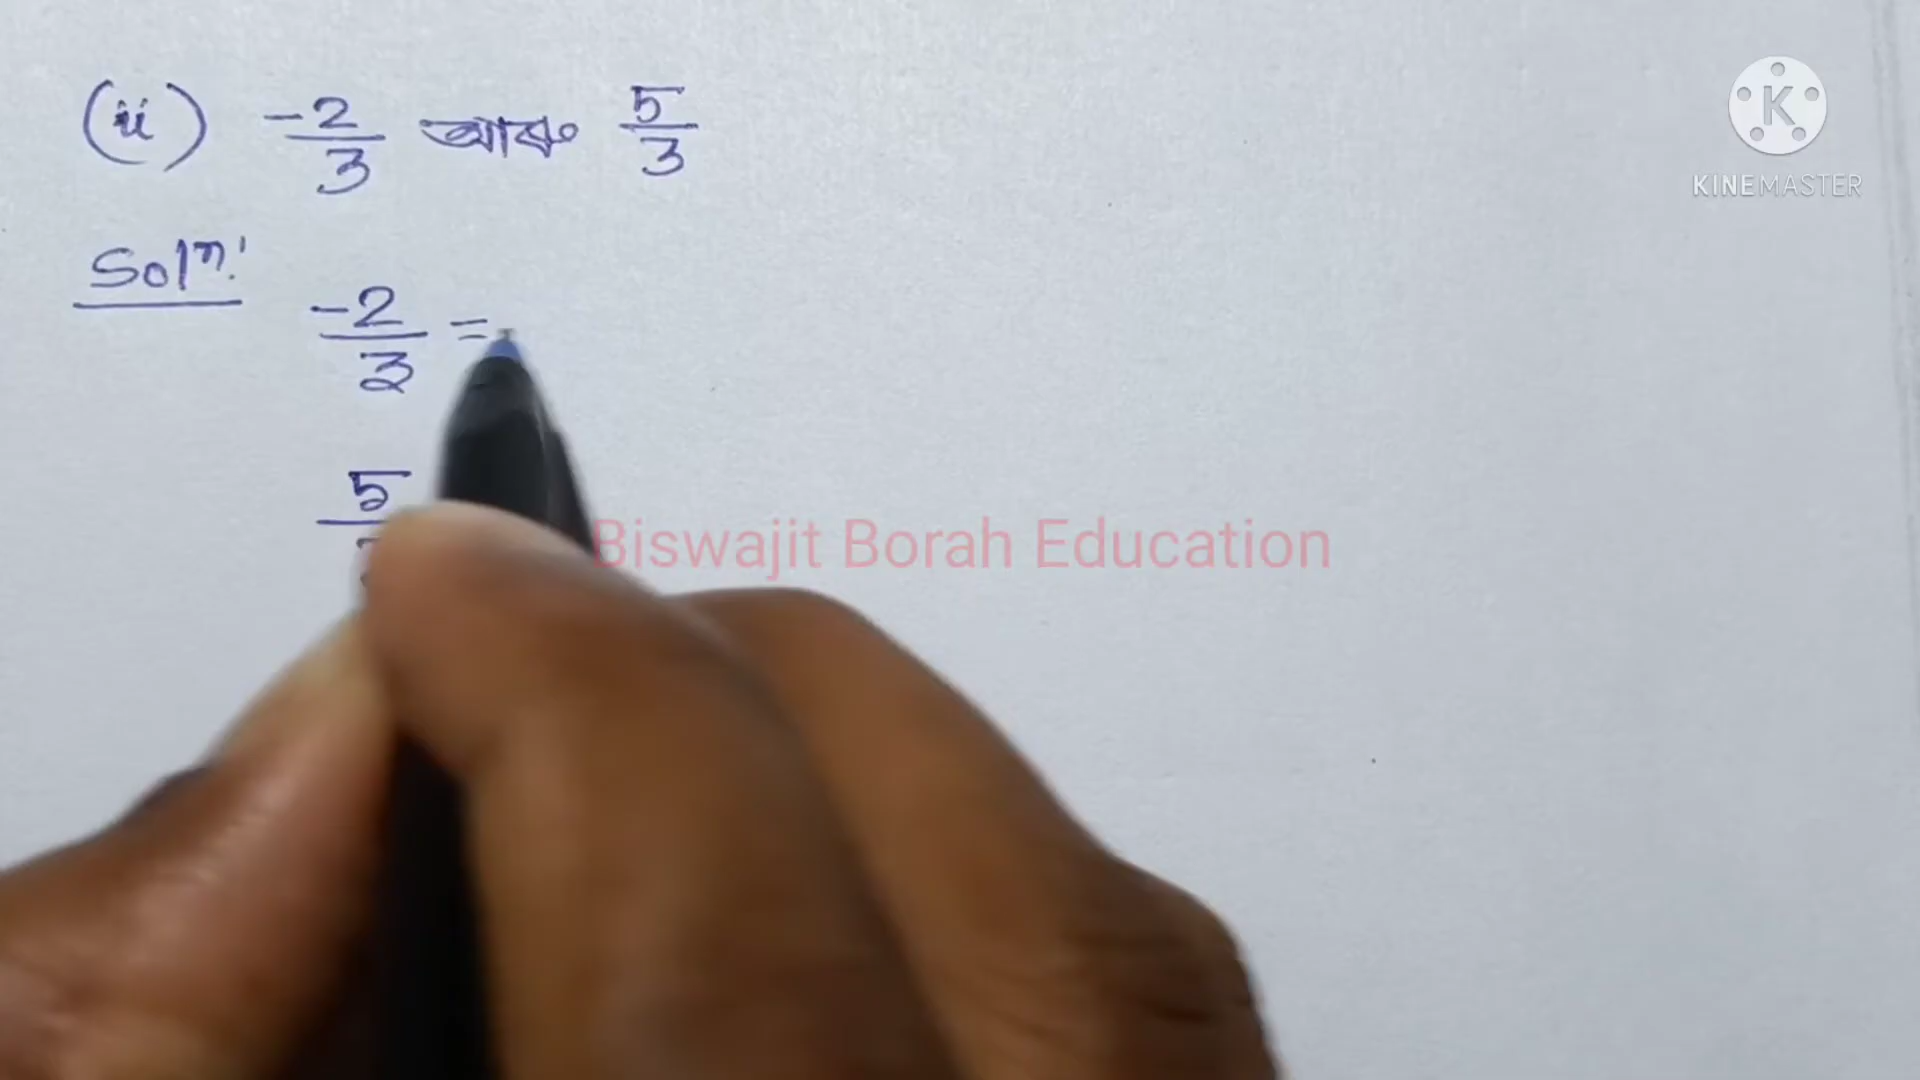 (ii) -2/3 আৰু 5/3
K
KINEMASTER
Solⁿ:
-2/3 =
5
Biswajit Borah Education